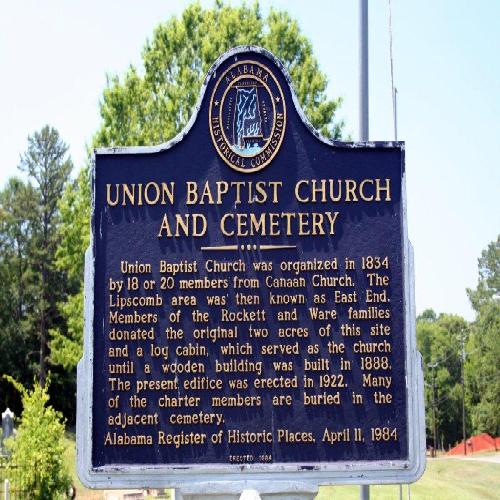 ALABAMA
HISTORICAL COMMISSION
UNION BAPTIST CHURCH
AND CEMETERY
Union Baptist Church was organized in 1834
by 18 or 20 members from Canaan Church. The
Lipscomb area was then known as East End.
Members of the Rockett and Ware families
donated the original two acres of this site
and a log cabin, which served as the church
until a wooden building was built in 1888.
The present edifice was erected in 1922. Many
of the charter members are buried in the
adjacent cemetery.
Alabama Register of Historic Places, April 11, 1984
ERECTED 1984